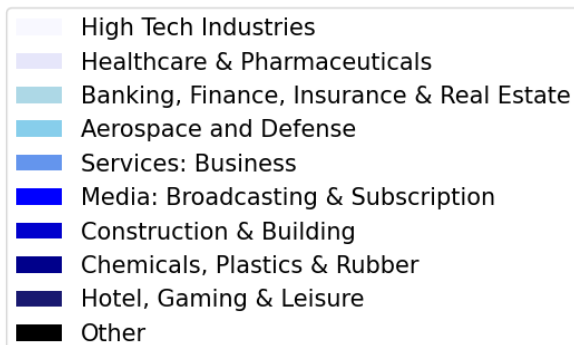 High Tech Industries
Healthcare & Pharmaceuticals
Banking, Finance, Insurance & Real Estate
Aerospace and Defense
Services: Business
Media: Broadcasting & Subscription
Construction & Building
Chemicals, Plastics & Rubber
Hotel, Gaming & Leisure
Other